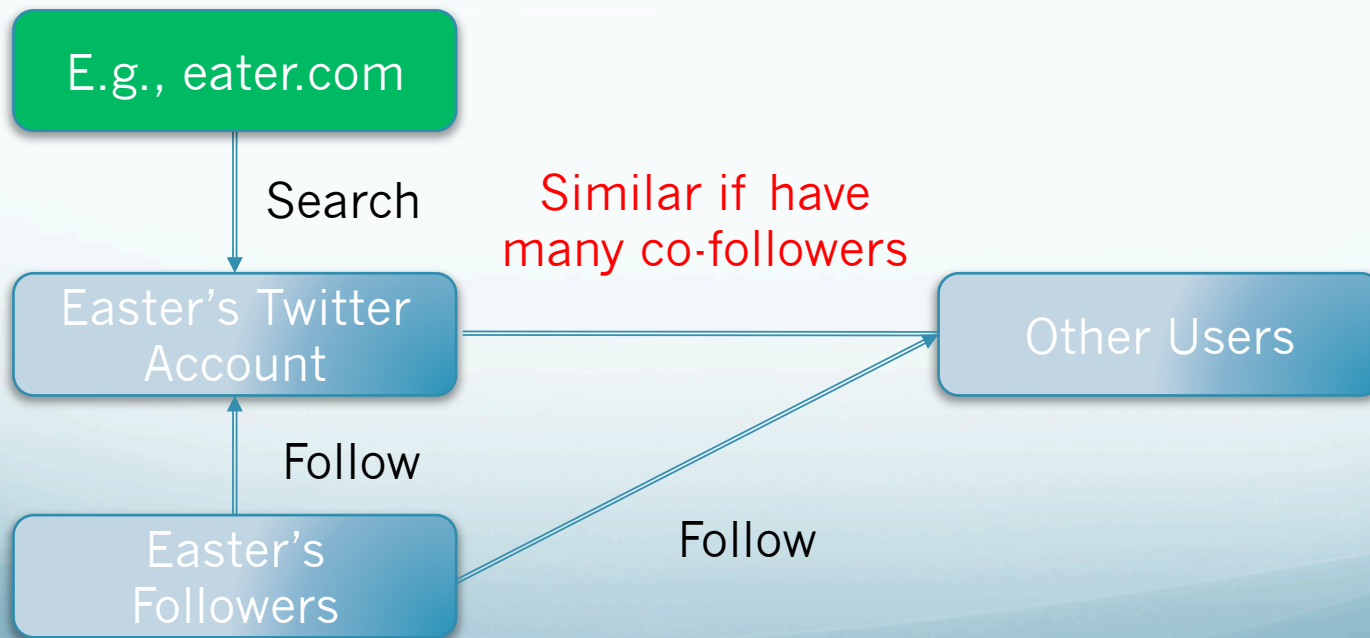 E.g., eater.com
Search
Similar if have
many co-followers
Easter's Twitter
Account
Other Users
Follow
Easter's
Followers
Follow